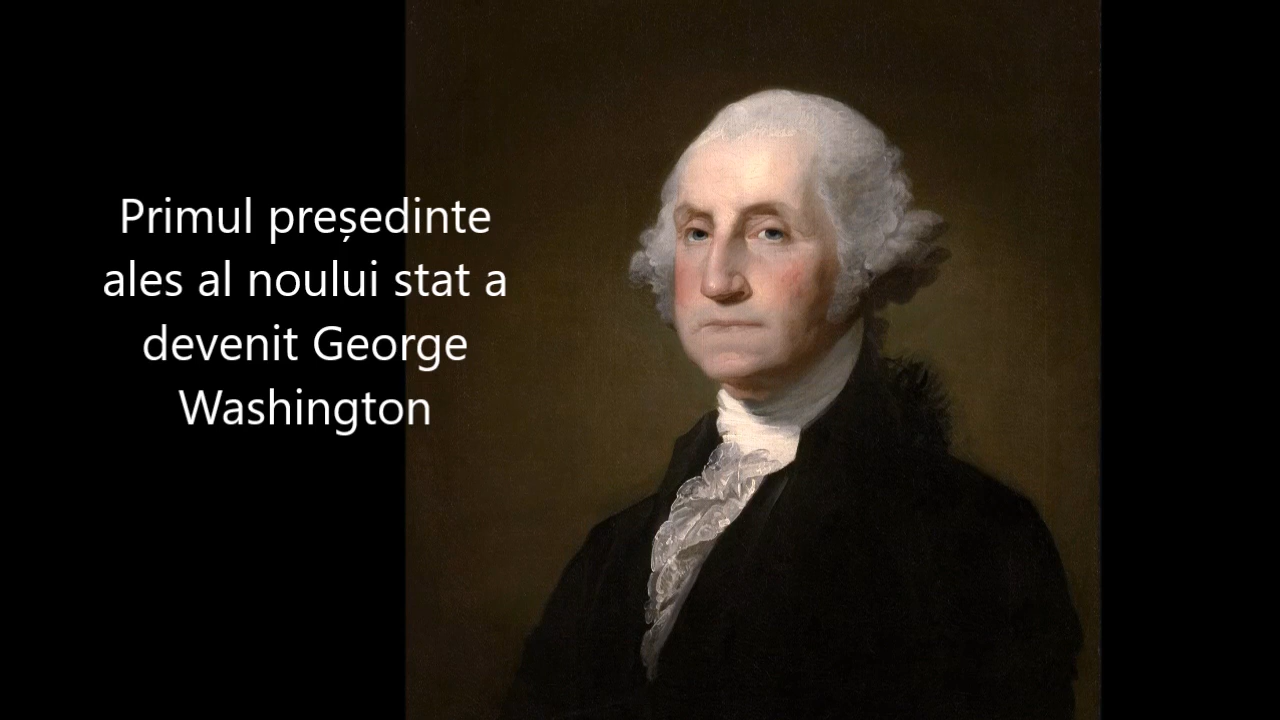 Primul președinte
ales al noului stat a
devenit George
Washington